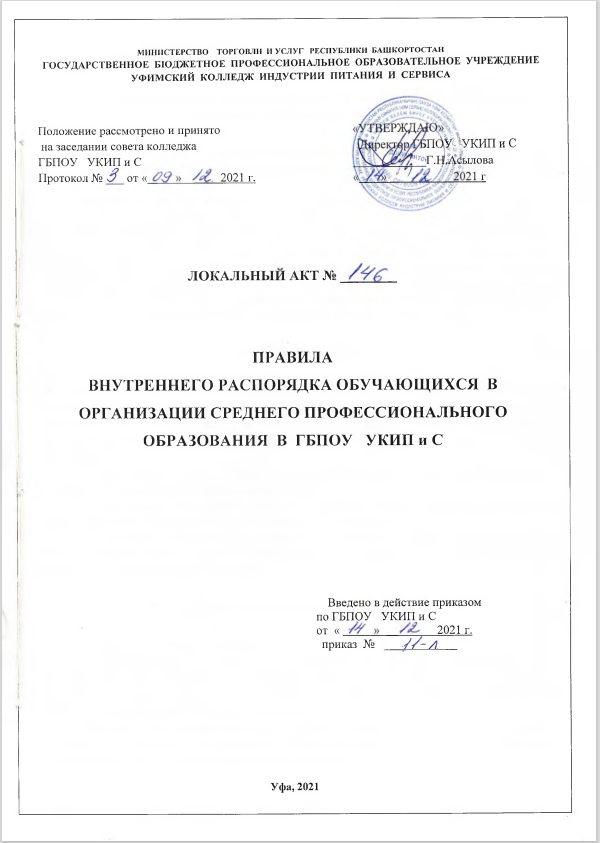 МИНИСТЕРСТВО ТОРГОВЛИ И УСЛУГ РЕСПУБЛИКИ БАШКОРТОСТАН
ГОСУДАРСТВЕННОЕ БЮДЖЕТНОЕ ПРОФЕССИОНАЛЬНОЕ ОБРАЗОВАТЕЛЬНОЕ УЧРЕЖДЕНИЕ
УФИМСКИЙ КОЛЛЕДЖ ИНДУСТРИИ ПИТАНИЯ И СЕРВИСА
Положение рассмотрено и принято
на заседании совета колледжа
ГБПОУ УКИП и С
Протокол № 3 от « 09 » 12 2021 г.
«УТВЕРЖДАЮ»
Директор ГБПОУ УКИП и С
Г.Н.Асылова
« 14 » 12 2021 г
ЛОКАЛЬНЫЙ АКТ № 146
ПРАВИЛА
ВНУТРЕННЕГО РАСПОРЯДКА ОБУЧАЮЩИХСЯ В
ОРГАНИЗАЦИИ СРЕДНЕГО ПРОФЕССИОНАЛЬНОГО
ОБРАЗОВАНИЯ В ГБПОУ УКИП и С
Введено в действие приказом
по ГБПОУ УКИП и С
от « 14 » 12 2021 г.
приказ № 11-л
Уфа, 2021